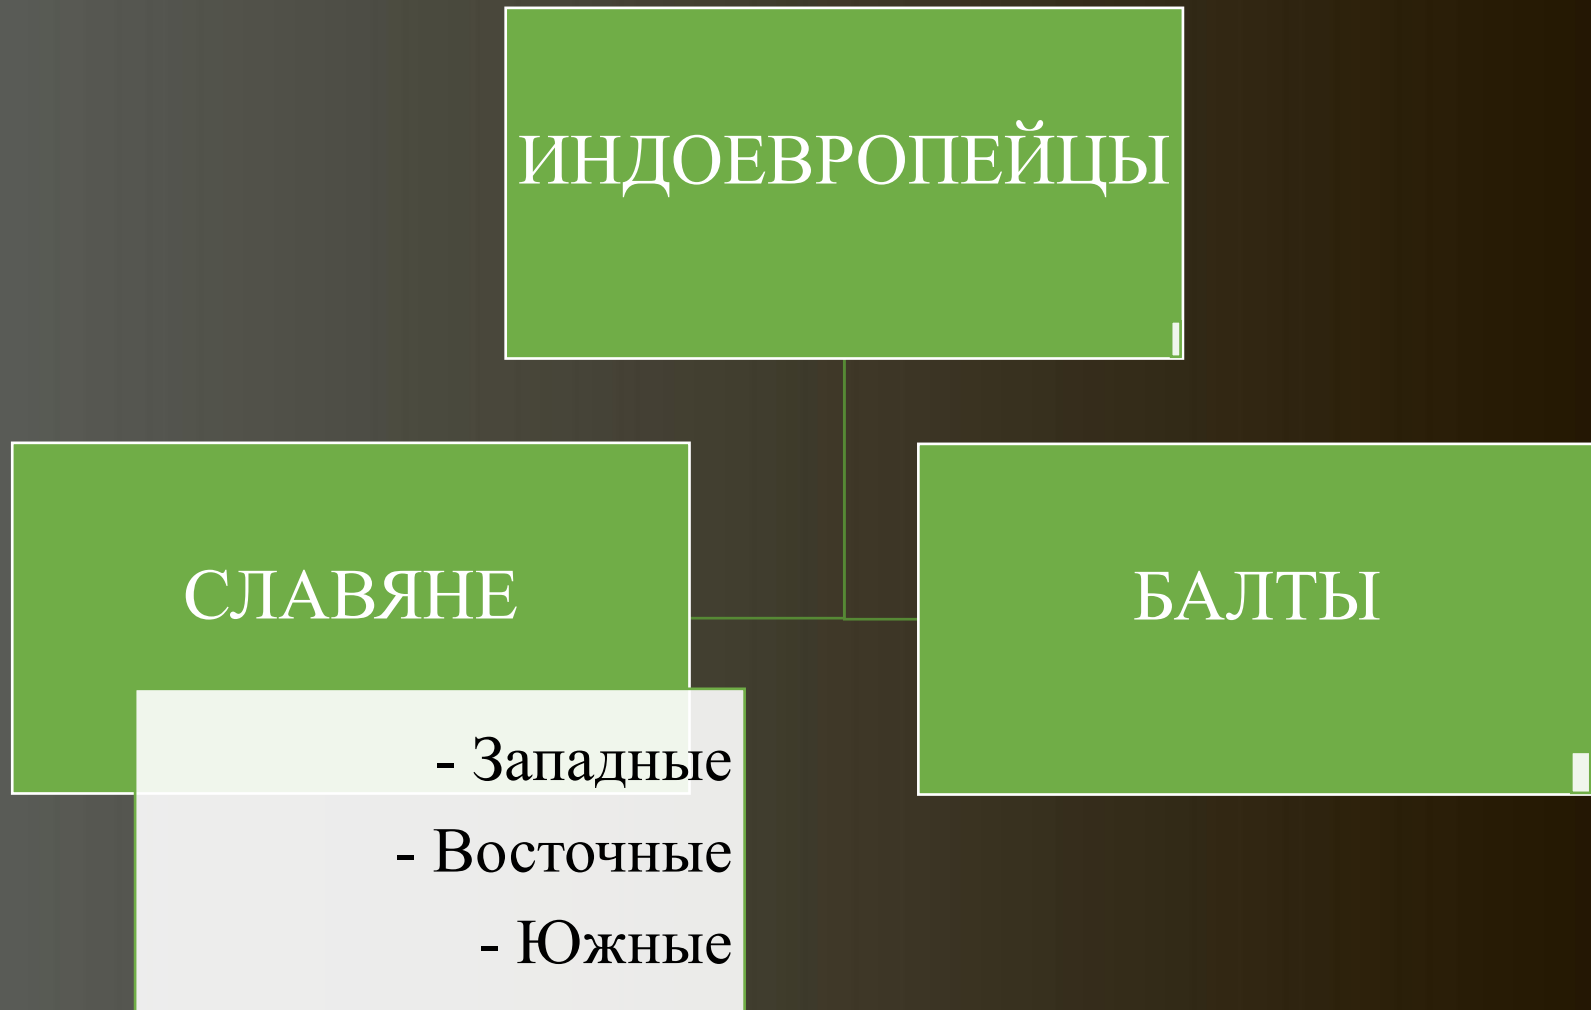 ИНДОЕВРОПЕЙЦЫ
СЛАВЯНЕ
БАЛТЫ
- Западные
- Восточные
- Южные